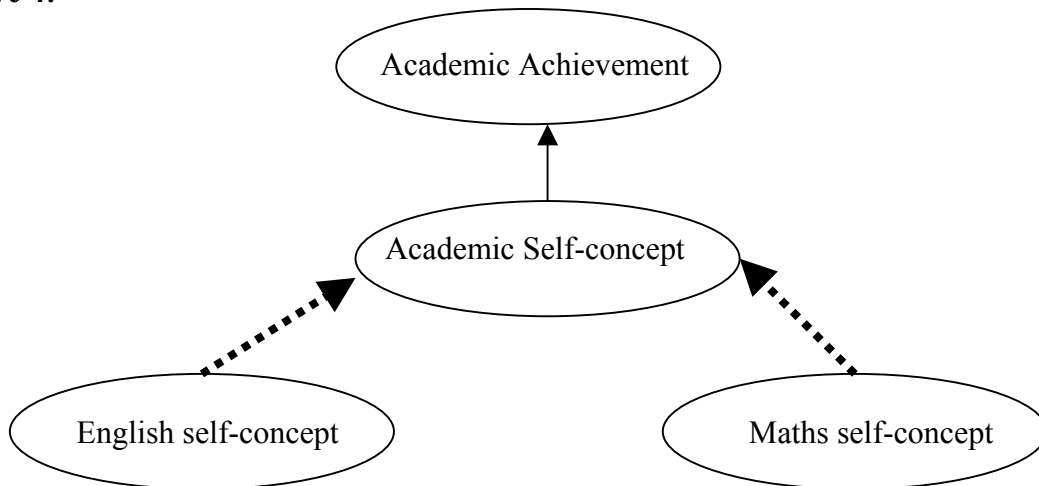 Academic Achievement
Academic Self-concept
English self-concept
Maths self-concept